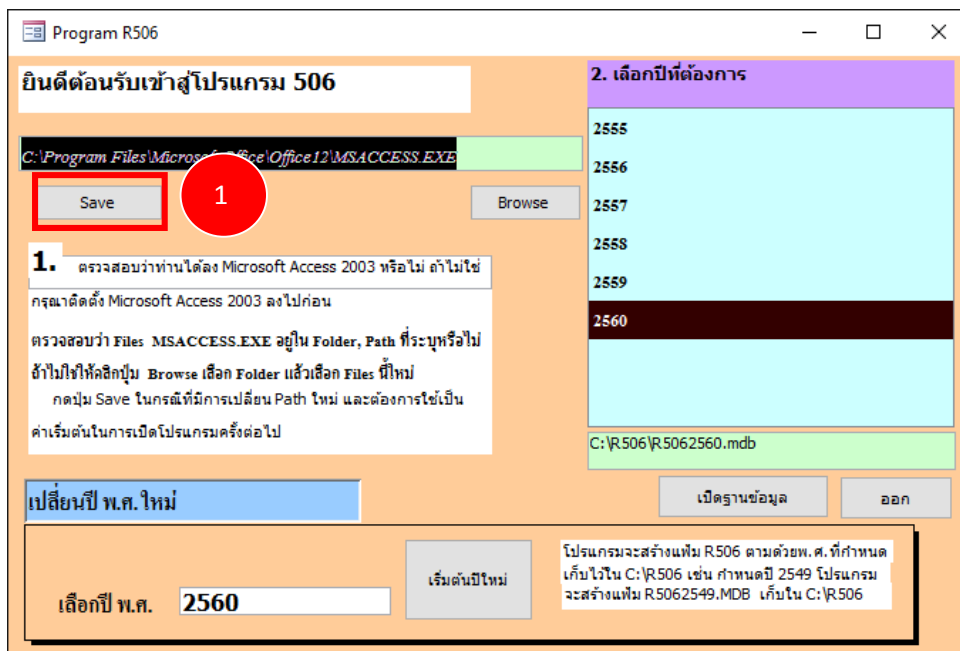 Program R506
ยินดีต้อนรับเข้าสู่โปรแกรม 506
C:\Program Files\Microsoft Office\Office12\MSACCESS.EXE
Save
1
Browse
1. ตรวจสอบว่าท่านได้ลง Microsoft Access 2003 หรือไม่ ถ้าไม่ใช่
กรุณาติดตั้ง Microsoft Access 2003 ลงไปก่อน
ตรวจสอบว่า Files MSACCESS.EXE อยู่ใน Folder, Path ที่ระบุหรือไม่
ถ้าไม่ใช่ให้คลิกปุ่ม Browse เลือก Folder แล้วเลือก Files นี้ใหม่
กดปุ่ม Save ในกรณีที่มีการเปลี่ยน Path ใหม่ และต้องการใช้เป็น
ค่าเริ่มต้นในการเปิดโปรแกรมครั้งต่อไป
2. เลือกปีที่ต้องการ
2555
2556
2557
2558
2559
2560
C:\R506\R5062560.mdb
เปิดฐานข้อมูล
ออก
เปลี่ยนปี พ.ศ. ใหม่
เลือกปี พ.ศ. 2560
เริ่มต้นปีใหม่
โปรแกรมจะสร้างแฟ้ม R506 ตามด้วยพ.ศ.ที่กำหนด
เก็บไว้ใน C:\R506 เช่น กำหนดปี 2549 โปรแกรม
จะสร้างแฟ้ม R5062549.MDB เก็บใน C:\R506